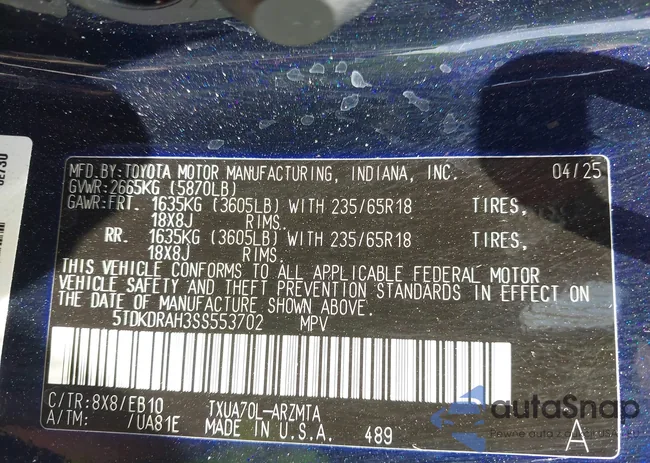 MFD.BY:TOYOTA MOTOR MANUFACTURING, INDIANA, INC. 04/25
GVWR:2665KG (5870LB)
GAWR:FRT. 1635KG (3605LB) WITH 235/65R18 TIRES,
18X8J RIMS.
RR. 1635KG (3605LB) WITH 235/65R18 TIRES,
18X8J RIMS.
THIS VEHICLE CONFORMS TO ALL APPLICABLE FEDERAL MOTOR
VEHICLE SAFETY AND THEFT PREVENTION STANDARDS IN EFFECT ON
THE DATE OF MANUFACTURE SHOWN ABOVE.
5TDKDRAH3SS553702 MPV
C/TR:8X8/EB10 TXUA70L-ARZMTA
A/TM: /UA81E MADE IN U.S.A. 489 A
autoSnap
Pewne auto z